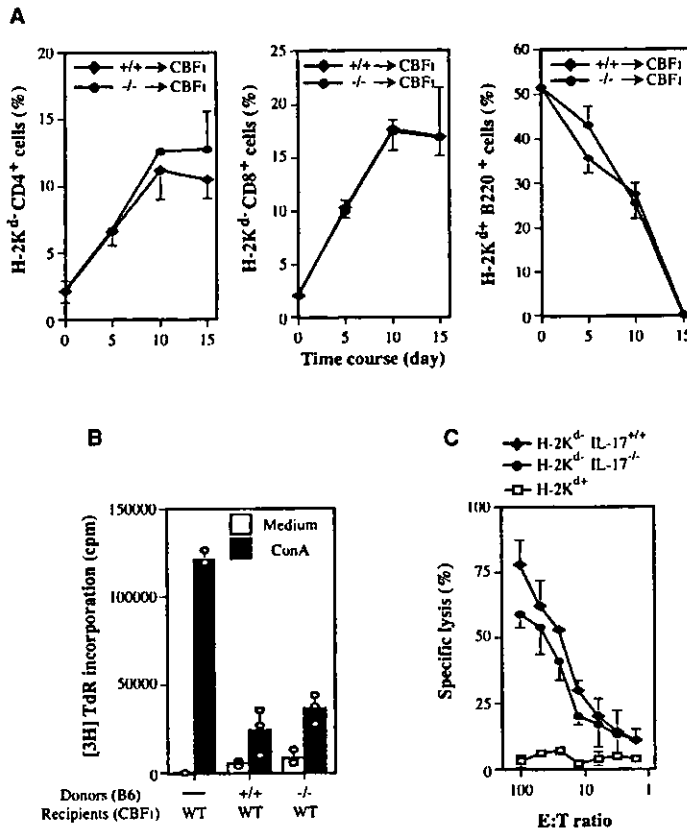 A
+/+ → CBF1
-/- → CBF1
H-2Kd- CD4+ cells (%)
20
15
10
5
0
0 5 10 15
+/+ → CBF1
-/- → CBF1
H-2Kd- CD8+ cells (%)
25
20
15
10
5
0
0 5 10 15
Time course (day)
+/+ → CBF1
-/- → CBF1
H-2Kd+ B220+ cells (%)
60
50
40
30
20
10
0
0 5 10 15
B
Medium
ConA
[3H] TdR incorporation (cpm)
150000
100000
50000
0
Donors (B6) — +/+ -/-
Recipients (CBF1) WT WT WT
C
H-2Kd- IL-17+/+
H-2Kd- IL-17-/-
H-2Kd+
Specific lysis (%)
100
75
50
25
0
100 10 1
E:T ratio